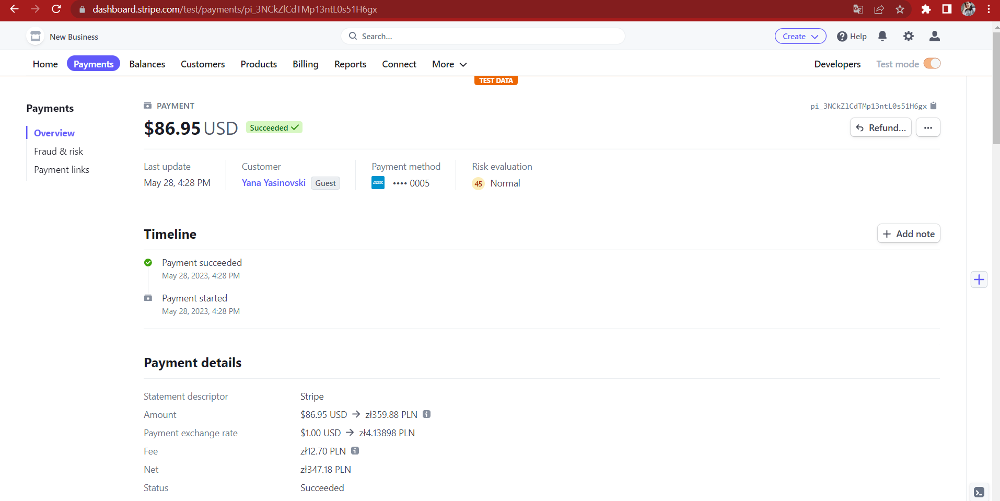 dashboard.stripe.com/test/payments/pi_3NCkZlCdTMp13ntL0s51H6gx
New Business
Search...
Create
Help
Home Payments Balances Customers Products Billing Reports Connect More
Developers Test mode
TEST DATA
Payments
Overview
Fraud & risk
Payment links
PAYMENT
pi_3NCkZlCdTMp13ntL0s51H6gx
$86.95 USD Succeeded
Refund... ...
Last update
May 28, 4:28 PM
Customer
Yana Yasinovski Guest
Payment method
•••• 0005
Risk evaluation
45 Normal
Timeline
+ Add note
Payment succeeded
May 28, 2023, 4:28 PM
Payment started
May 28, 2023, 4:28 PM
Payment details
Statement descriptor Stripe
Amount $86.95 USD → zł359.88 PLN
Payment exchange rate $1.00 USD → zł4.13898 PLN
Fee zł12.70 PLN
Net zł347.18 PLN
Status Succeeded